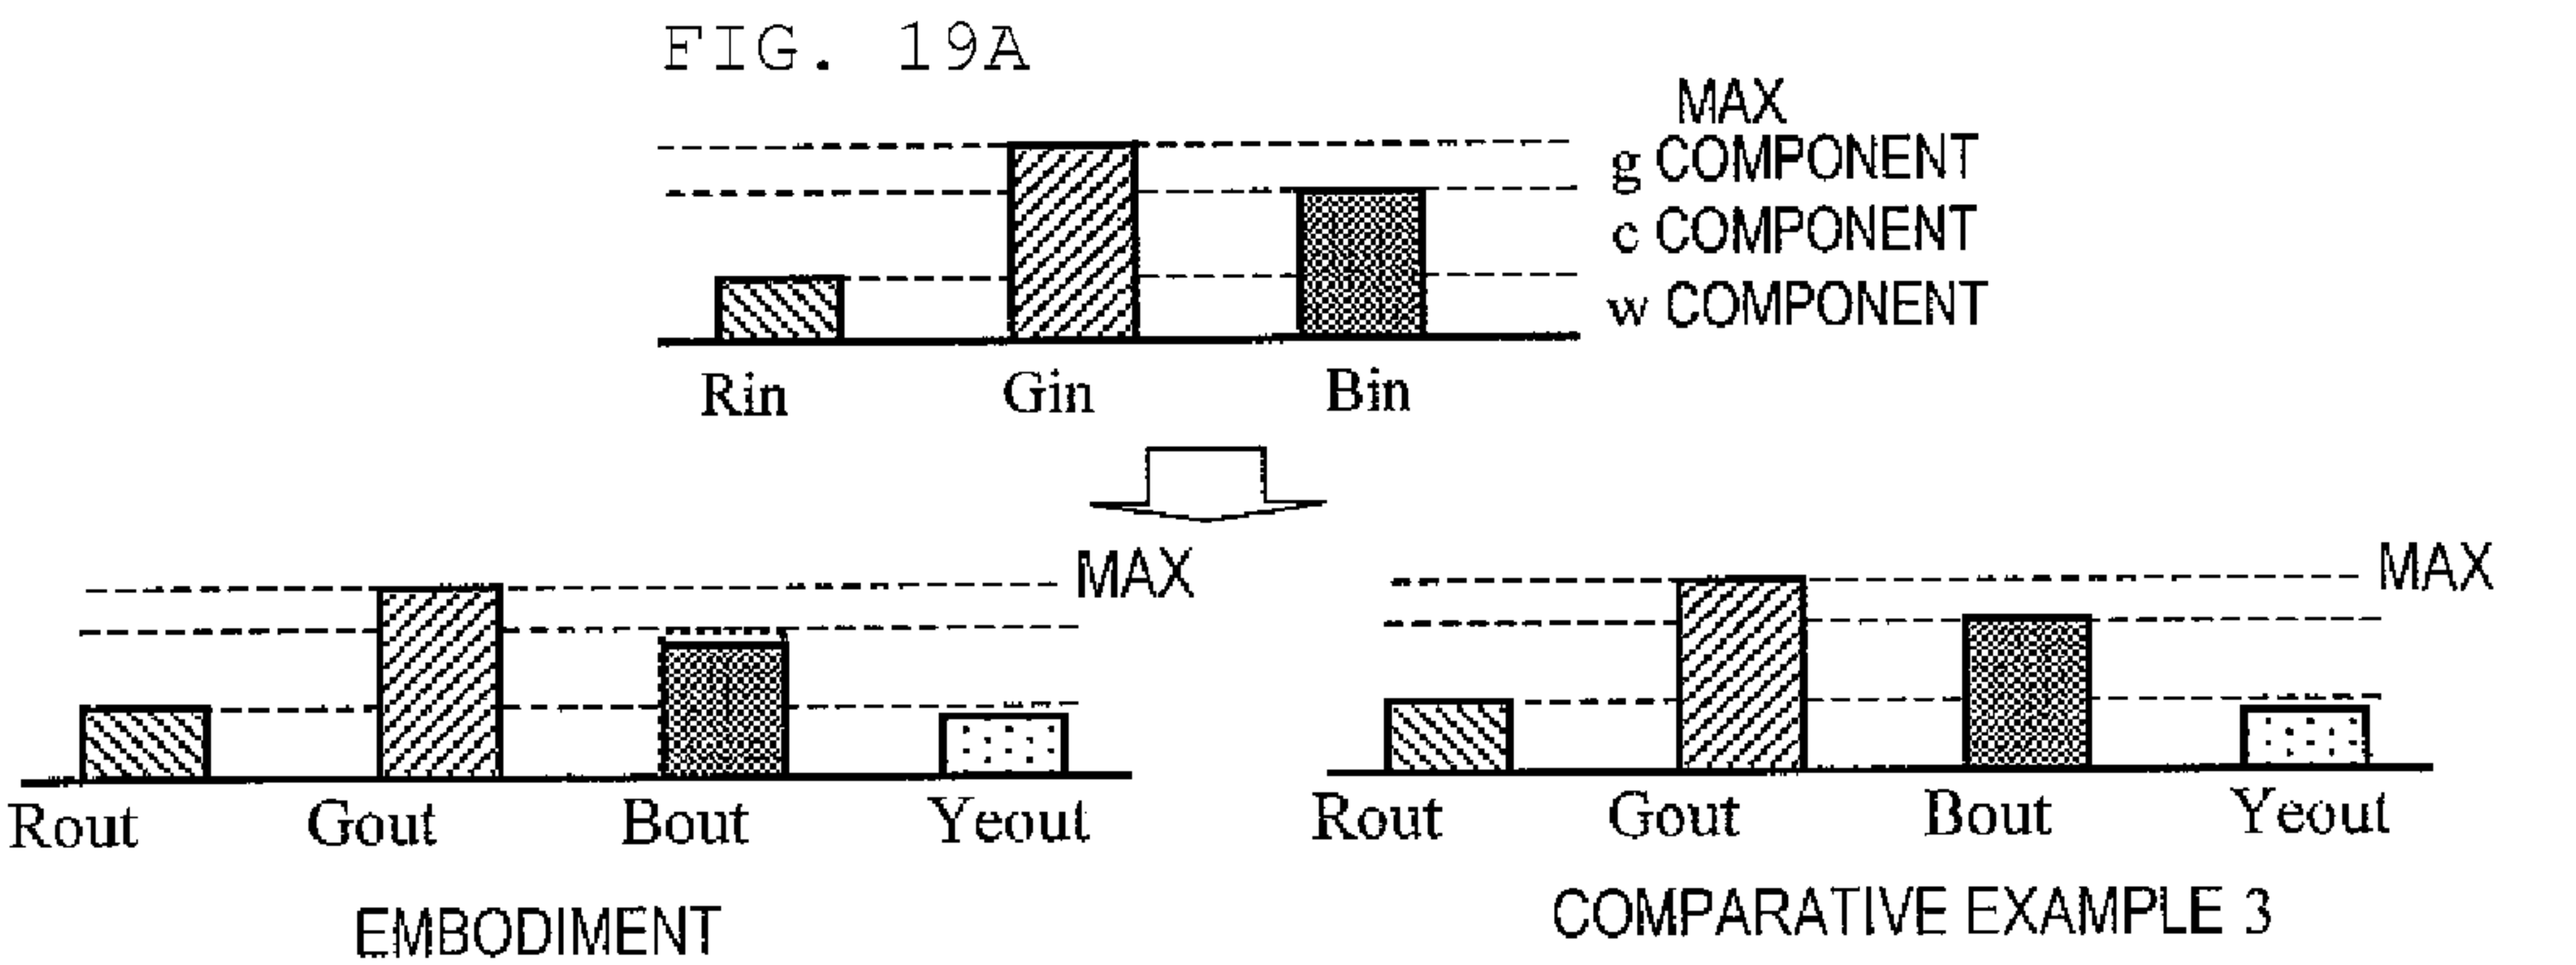 FIG. 19A
MAX
g COMPONENT
c COMPONENT
w COMPONENT
Rin Gin Bin
MAX
MAX
Rout Gout Bout Yeout
Rout Gout Bout Yeout
EMBODIMENT
COMPARATIVE EXAMPLE 3